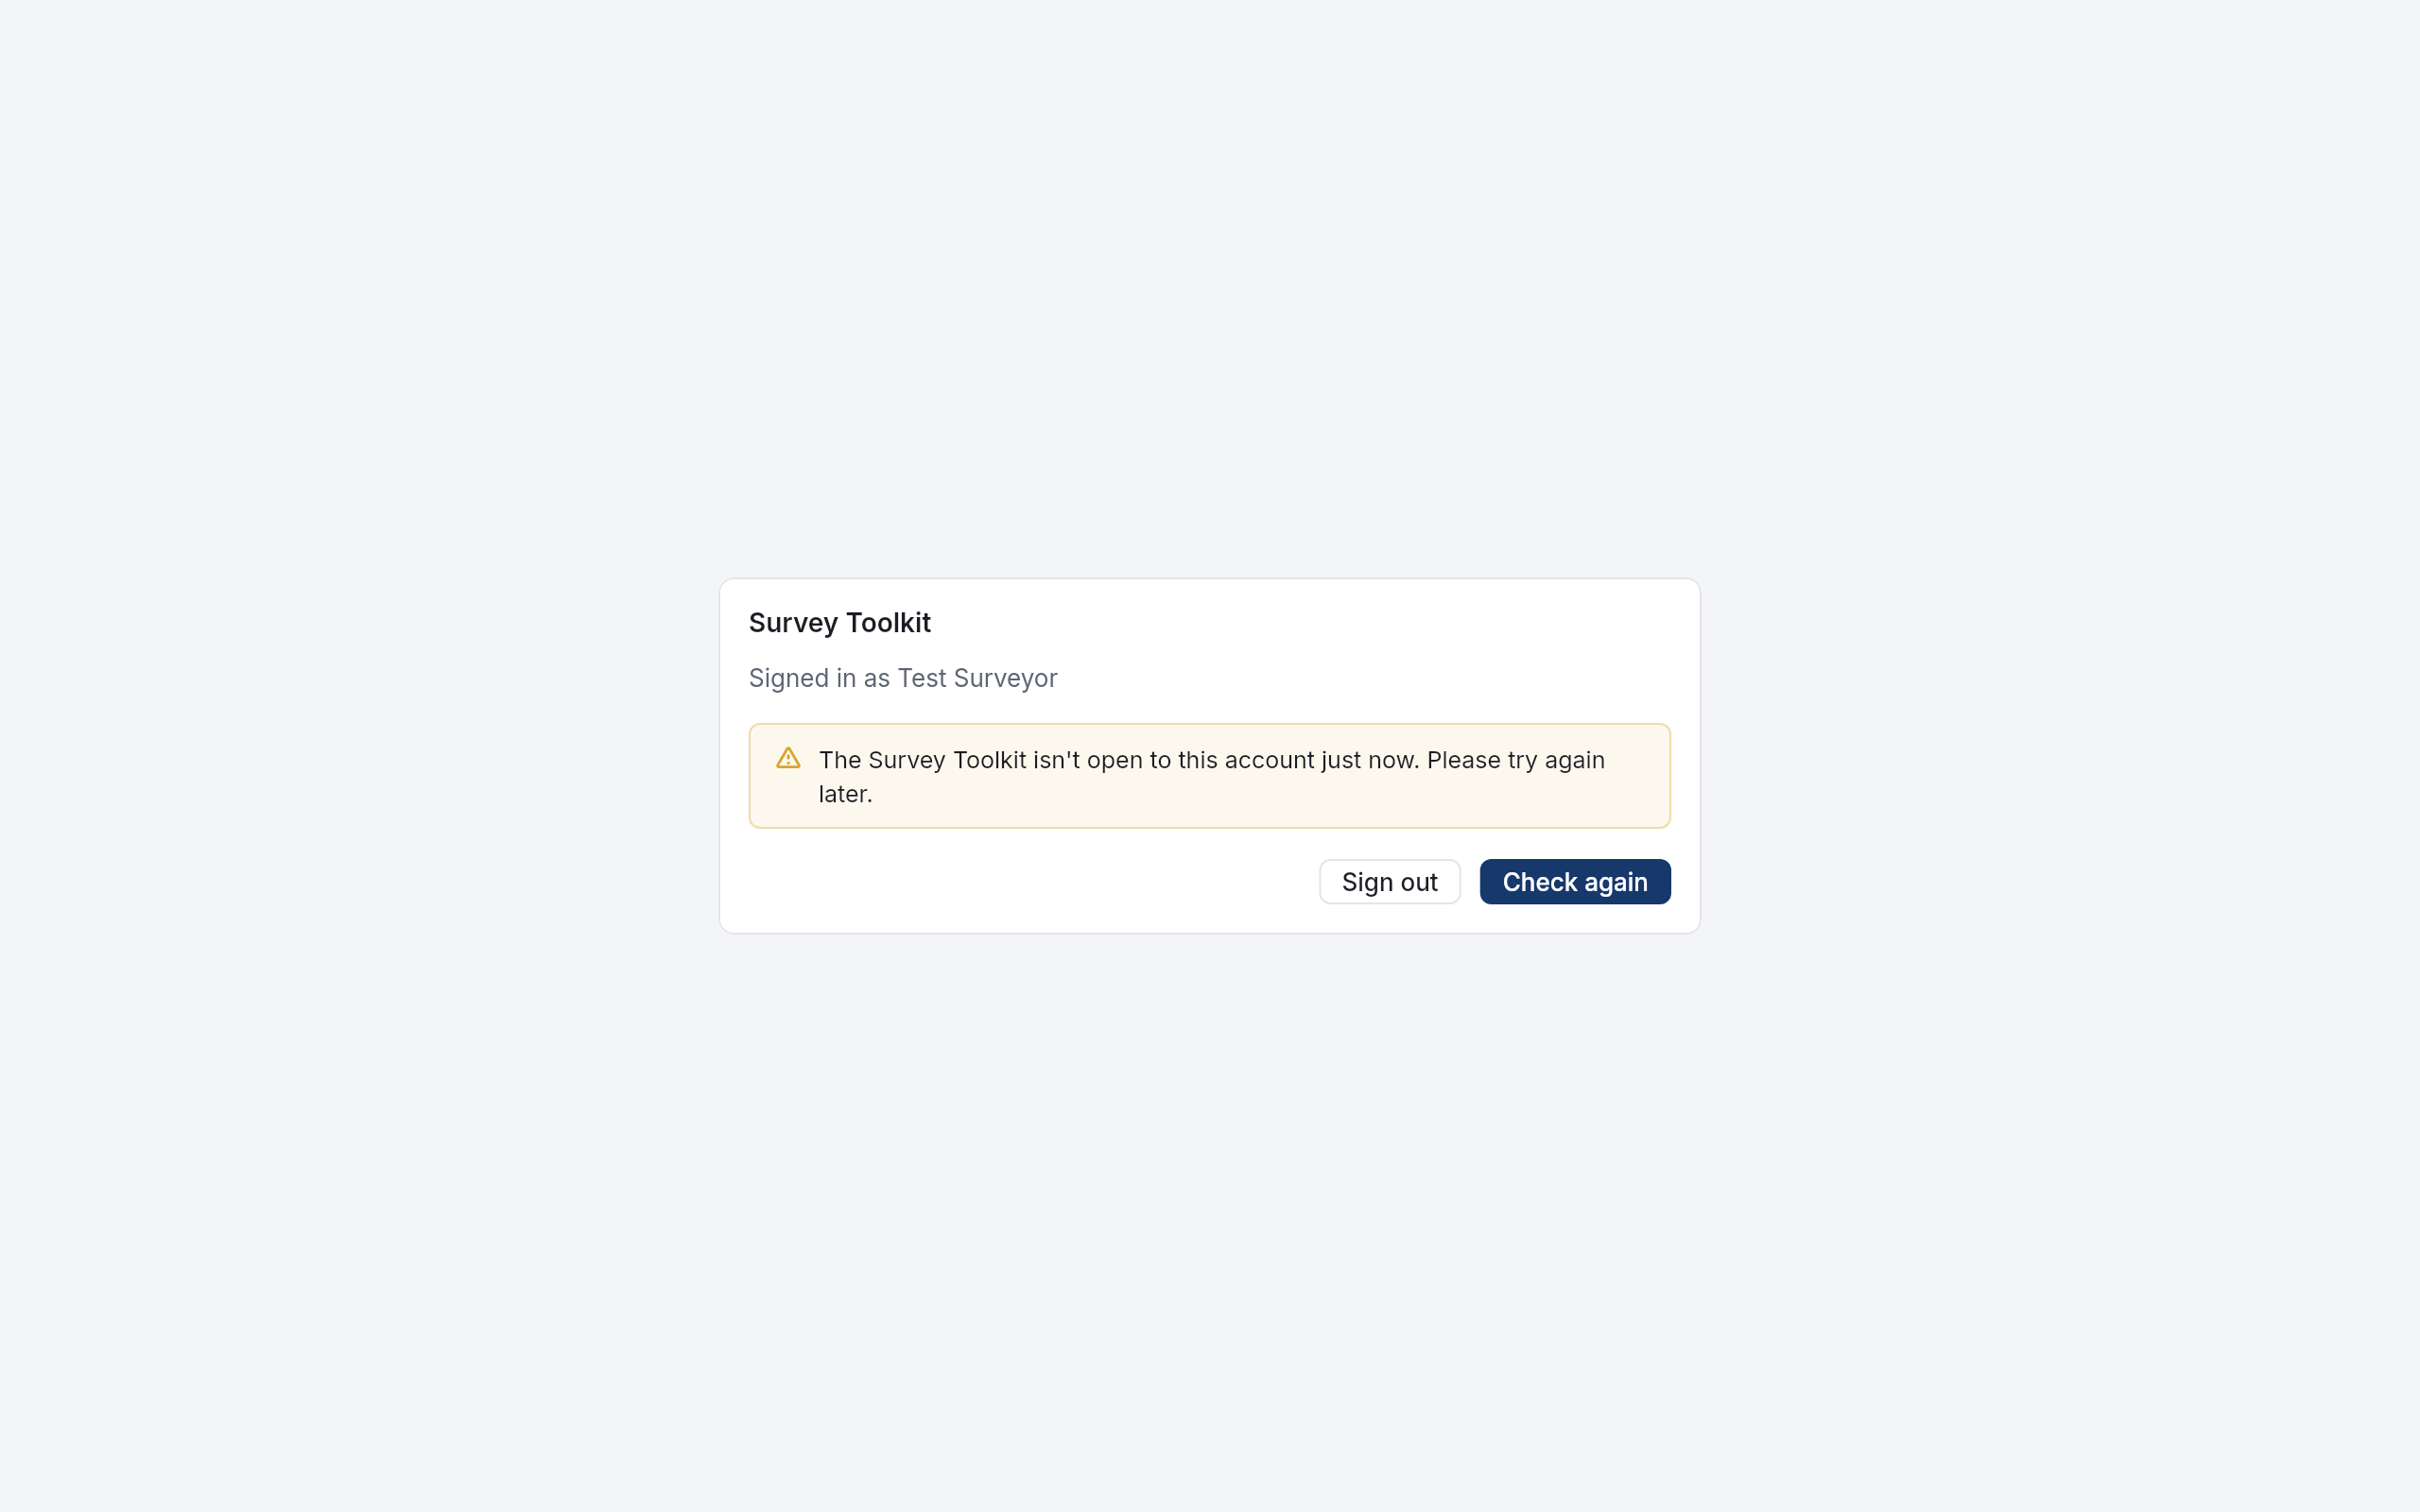 Survey Toolkit
Signed in as Test Surveyor
The Survey Toolkit isn't open to this account just now. Please try again
later.
Sign out
Check again